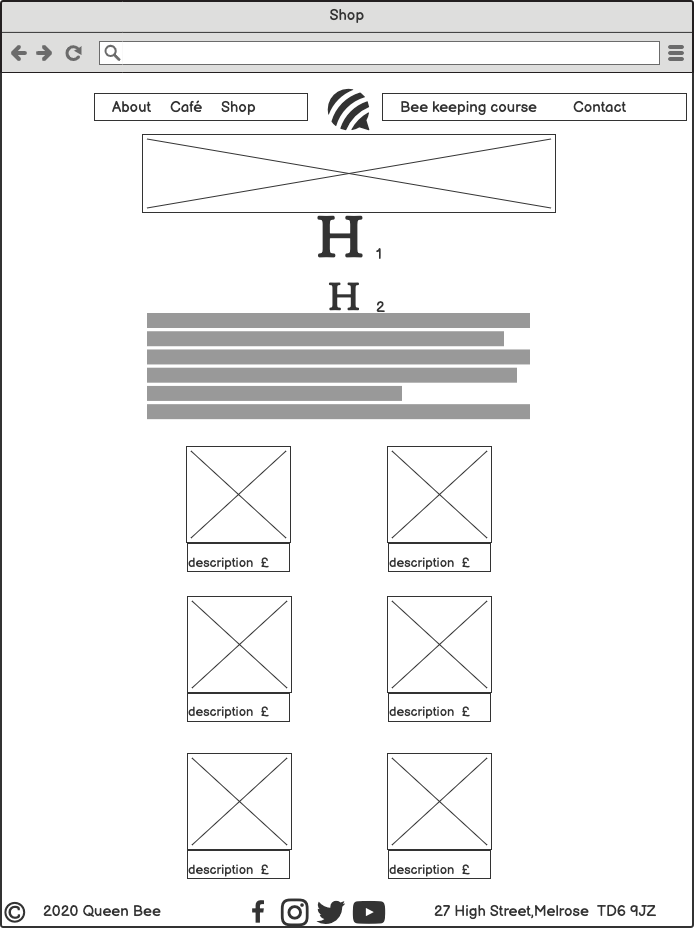 Shop
About Café Shop
Bee keeping course Contact
H 1
H 2
description £
description £
description £
description £
description £
description £
© 2020 Queen Bee
27 High Street,Melrose TD6 9JZ